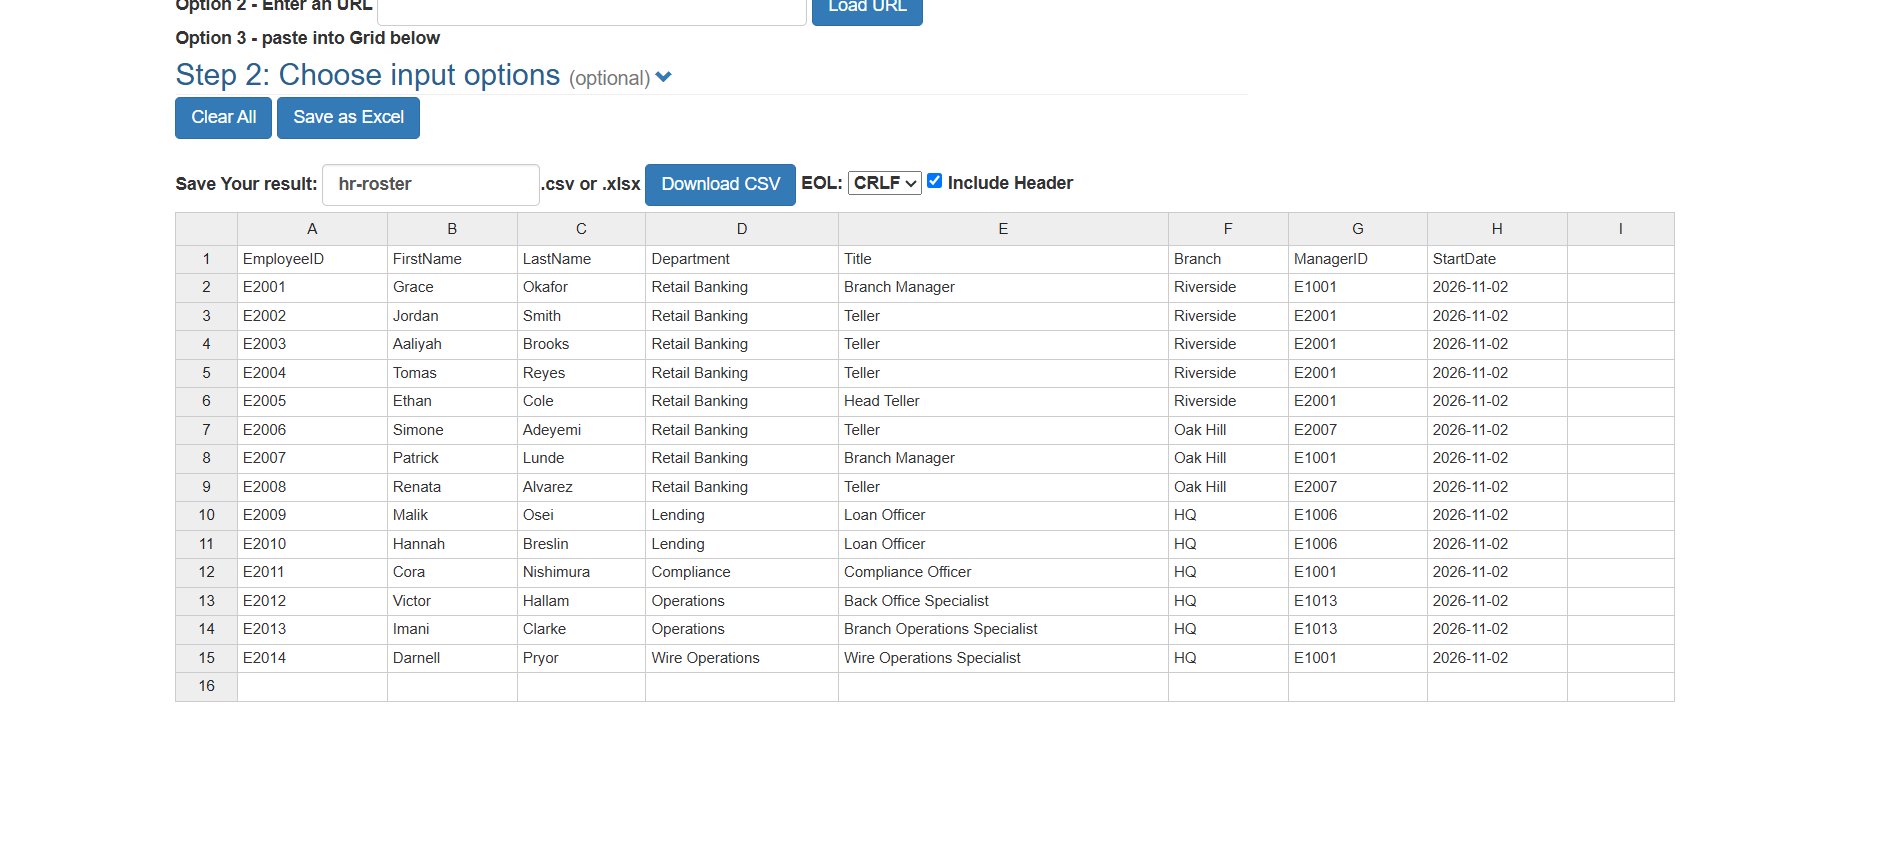 Option 2 - Enter an URL Load URL
Option 3 - paste into Grid below
Step 2: Choose input options (optional)
Clear All Save as Excel
Save Your result: hr-roster .csv or .xlsx Download CSV EOL: CRLF Include Header
A B C D E F G H I
1 EmployeeID FirstName LastName Department Title Branch ManagerID StartDate
2 E2001 Grace Okafor Retail Banking Branch Manager Riverside E1001 2026-11-02
3 E2002 Jordan Smith Retail Banking Teller Riverside E2001 2026-11-02
4 E2003 Aaliyah Brooks Retail Banking Teller Riverside E2001 2026-11-02
5 E2004 Tomas Reyes Retail Banking Teller Riverside E2001 2026-11-02
6 E2005 Ethan Cole Retail Banking Head Teller Riverside E2001 2026-11-02
7 E2006 Simone Adeyemi Retail Banking Teller Oak Hill E2007 2026-11-02
8 E2007 Patrick Lunde Retail Banking Branch Manager Oak Hill E1001 2026-11-02
9 E2008 Renata Alvarez Retail Banking Teller Oak Hill E2007 2026-11-02
10 E2009 Malik Osei Lending Loan Officer HQ E1006 2026-11-02
11 E2010 Hannah Breslin Lending Loan Officer HQ E1006 2026-11-02
12 E2011 Cora Nishimura Compliance Compliance Officer HQ E1001 2026-11-02
13 E2012 Victor Hallam Operations Back Office Specialist HQ E1013 2026-11-02
14 E2013 Imani Clarke Operations Branch Operations Specialist HQ E1013 2026-11-02
15 E2014 Darnell Pryor Wire Operations Wire Operations Specialist HQ E1001 2026-11-02
16